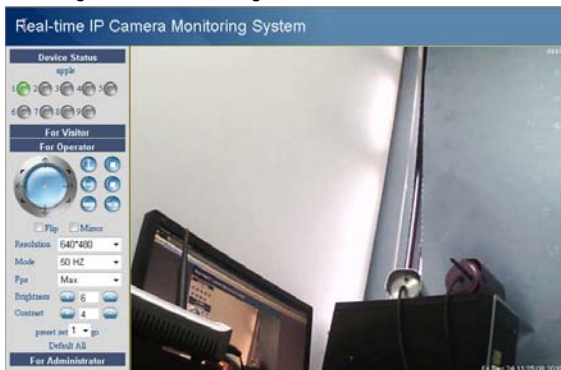 Real-time IP Camera Monitoring System
Device Status
apple
1 2 3 4 5
6 7 8 9
For Visitor
For Operator
Flip Mirror
Resolution 640*480
Mode 50 HZ
Fps Max
Brightness 6
Contrast 4
preset set 1 go
Default All
For Administrator